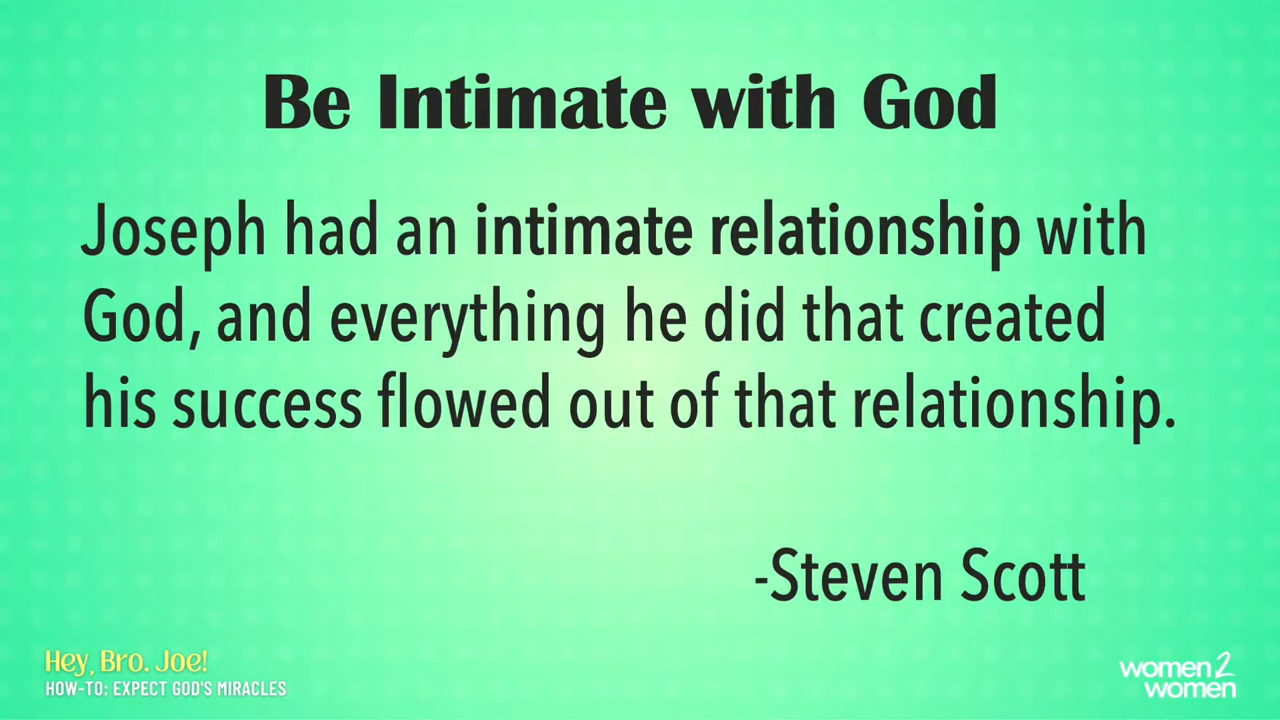 Be Intimate with God
Joseph had an intimate relationship with
God, and everything he did that created
his success flowed out of that relationship.
-Steven Scott
Hey, Bro. Joe!
HOW-TO: EXPECT GOD'S MIRACLES
women2
women